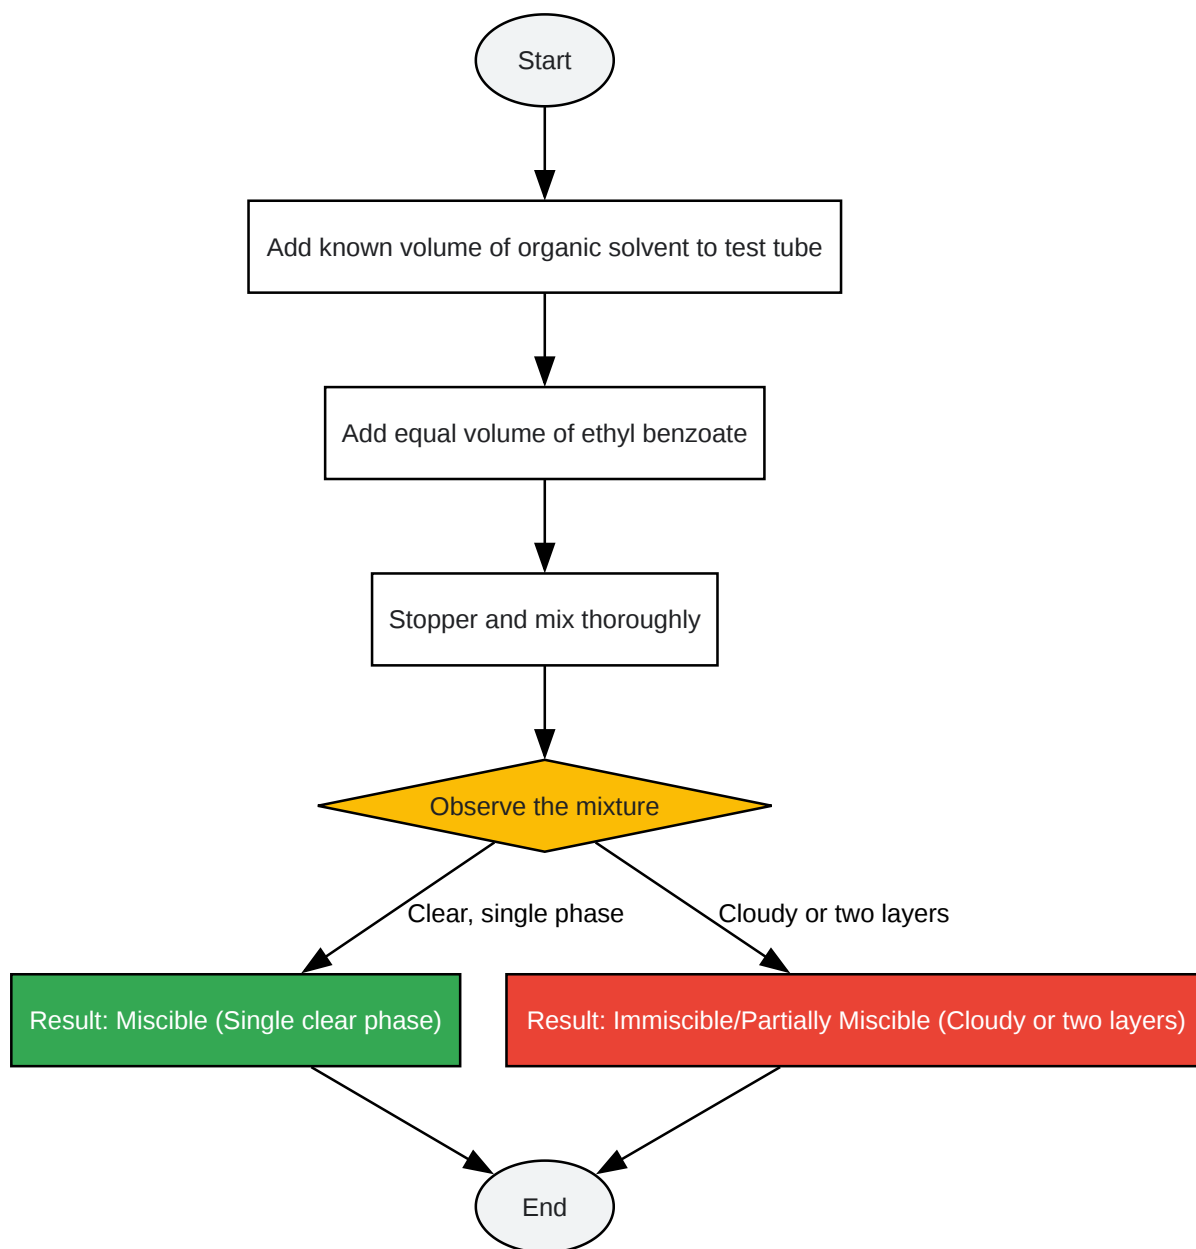 Start
Add known volume of organic solvent to test tube
Add equal volume of ethyl benzoate
Stopper and mix thoroughly
Observe the mixture
Clear, single phase
Cloudy or two layers
Result: Miscible (Single clear phase)
Result: Immiscible/Partially Miscible (Cloudy or two layers)
End